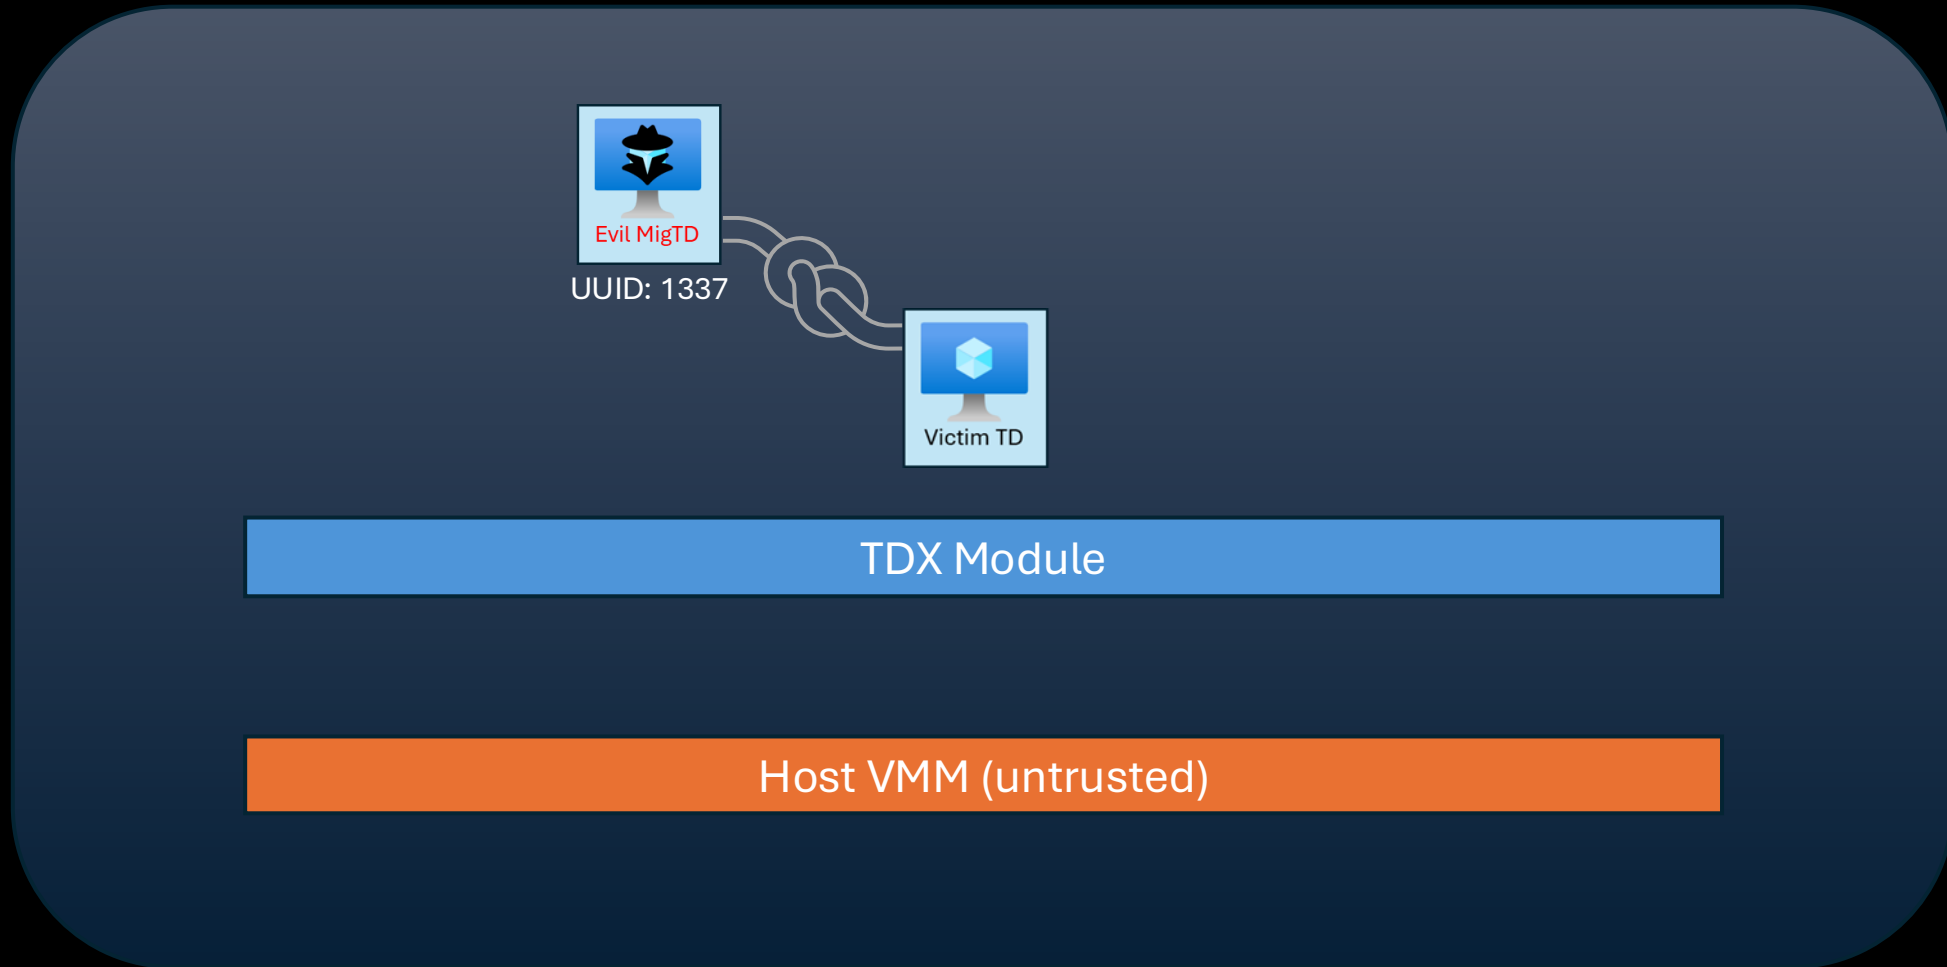 Evil MigTD
UUID: 1337
Victim TD
TDX Module
Host VMM (untrusted)